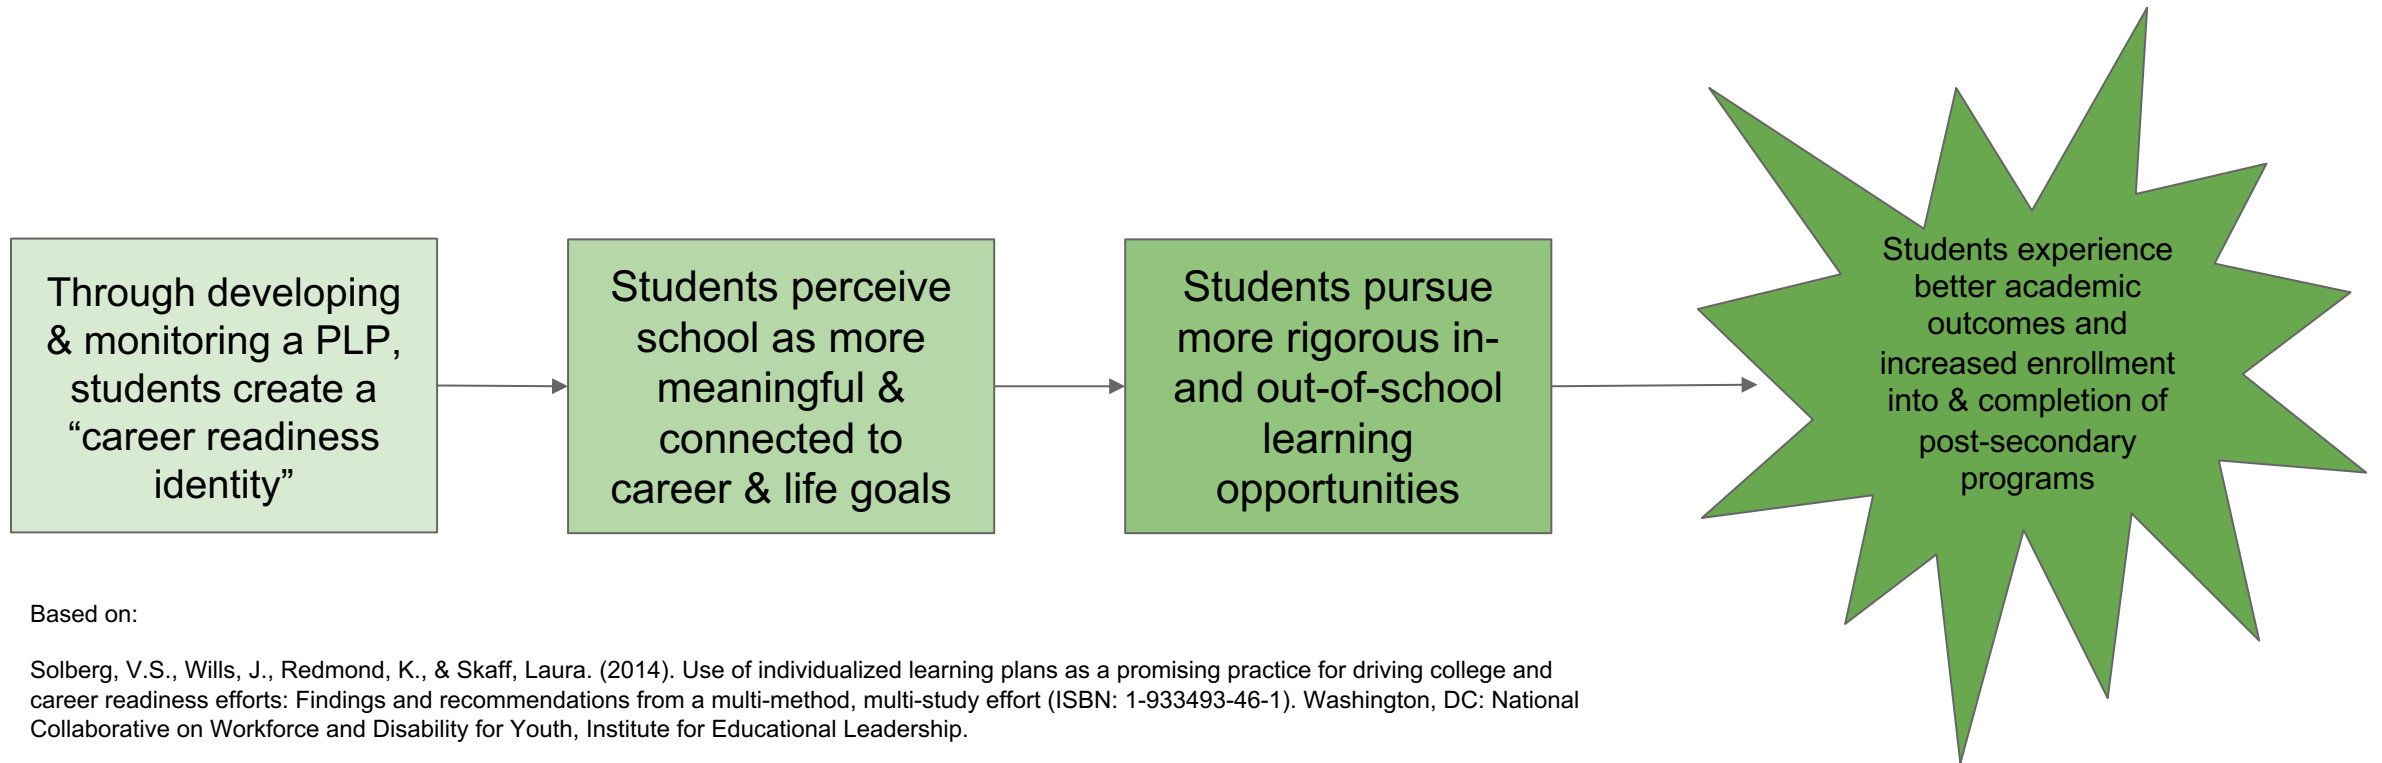 Through developing
& monitoring a PLP,
students create a
“career readiness
identity”
Students perceive
school as more
meaningful &
connected to
career & life goals
Students pursue
more rigorous in-
and out-of-school
learning
opportunities
Students experience
better academic
outcomes and
increased enrollment
into & completion of
post-secondary
programs
Based on:
Solberg, V.S., Wills, J., Redmond, K., & Skaff, Laura. (2014). Use of individualized learning plans as a promising practice for driving college and
career readiness efforts: Findings and recommendations from a multi-method, multi-study effort (ISBN: 1-933493-46-1). Washington, DC: National
Collaborative on Workforce and Disability for Youth, Institute for Educational Leadership.